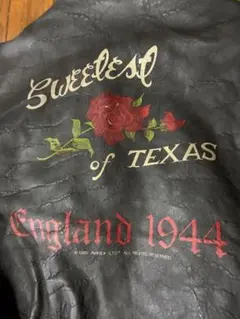 Sweetest
of TEXAS
England 1944